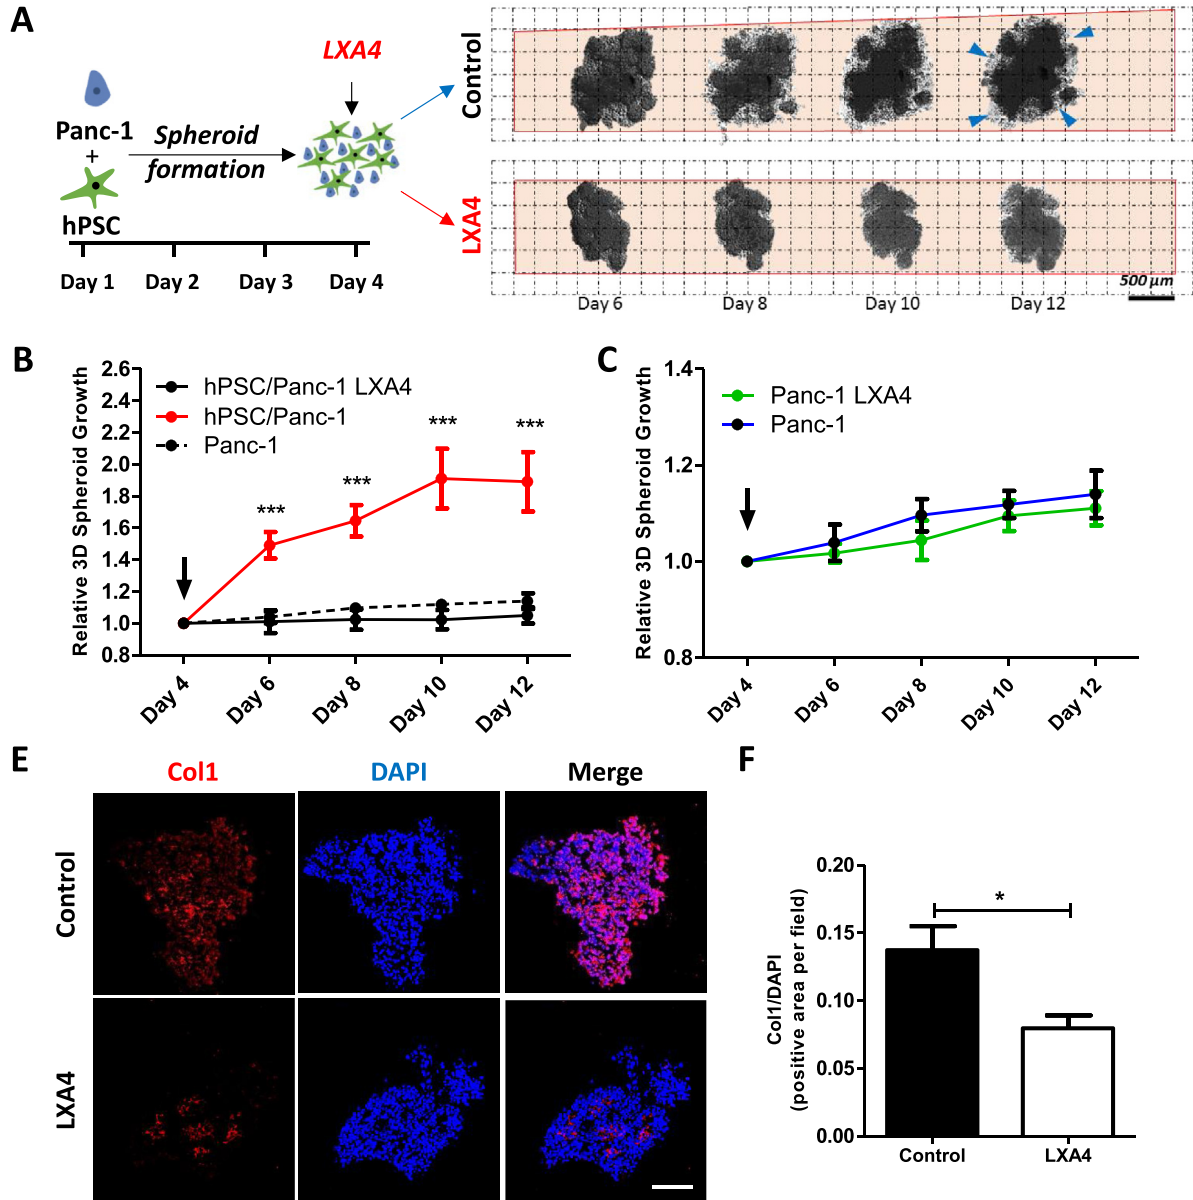 A
LXA4
Panc-1
+
hPSC
Spheroid
formation
Day 1
Day 2
Day 3
Day 4
Control
LXA4
500 µm
Day 6
Day 8
Day 10
Day 12
B
Relative 3D Spheroid Growth
2.6
2.4
2.2
2.0
1.8
1.6
1.4
1.2
1.0
0.8
hPSC/Panc-1 LXA4
hPSC/Panc-1
Panc-1
***
***
***
***
Day 4
Day 6
Day 8
Day 10
Day 12
C
Relative 3D Spheroid Growth
1.4
1.2
1.0
0.8
Panc-1 LXA4
Panc-1
Day 4
Day 6
Day 8
Day 10
Day 12
E
Col1
DAPI
Merge
Control
LXA4
F
Col1/DAPI
(positive area per field)
0.20
0.15
0.10
0.05
0.00
*
Control
LXA4